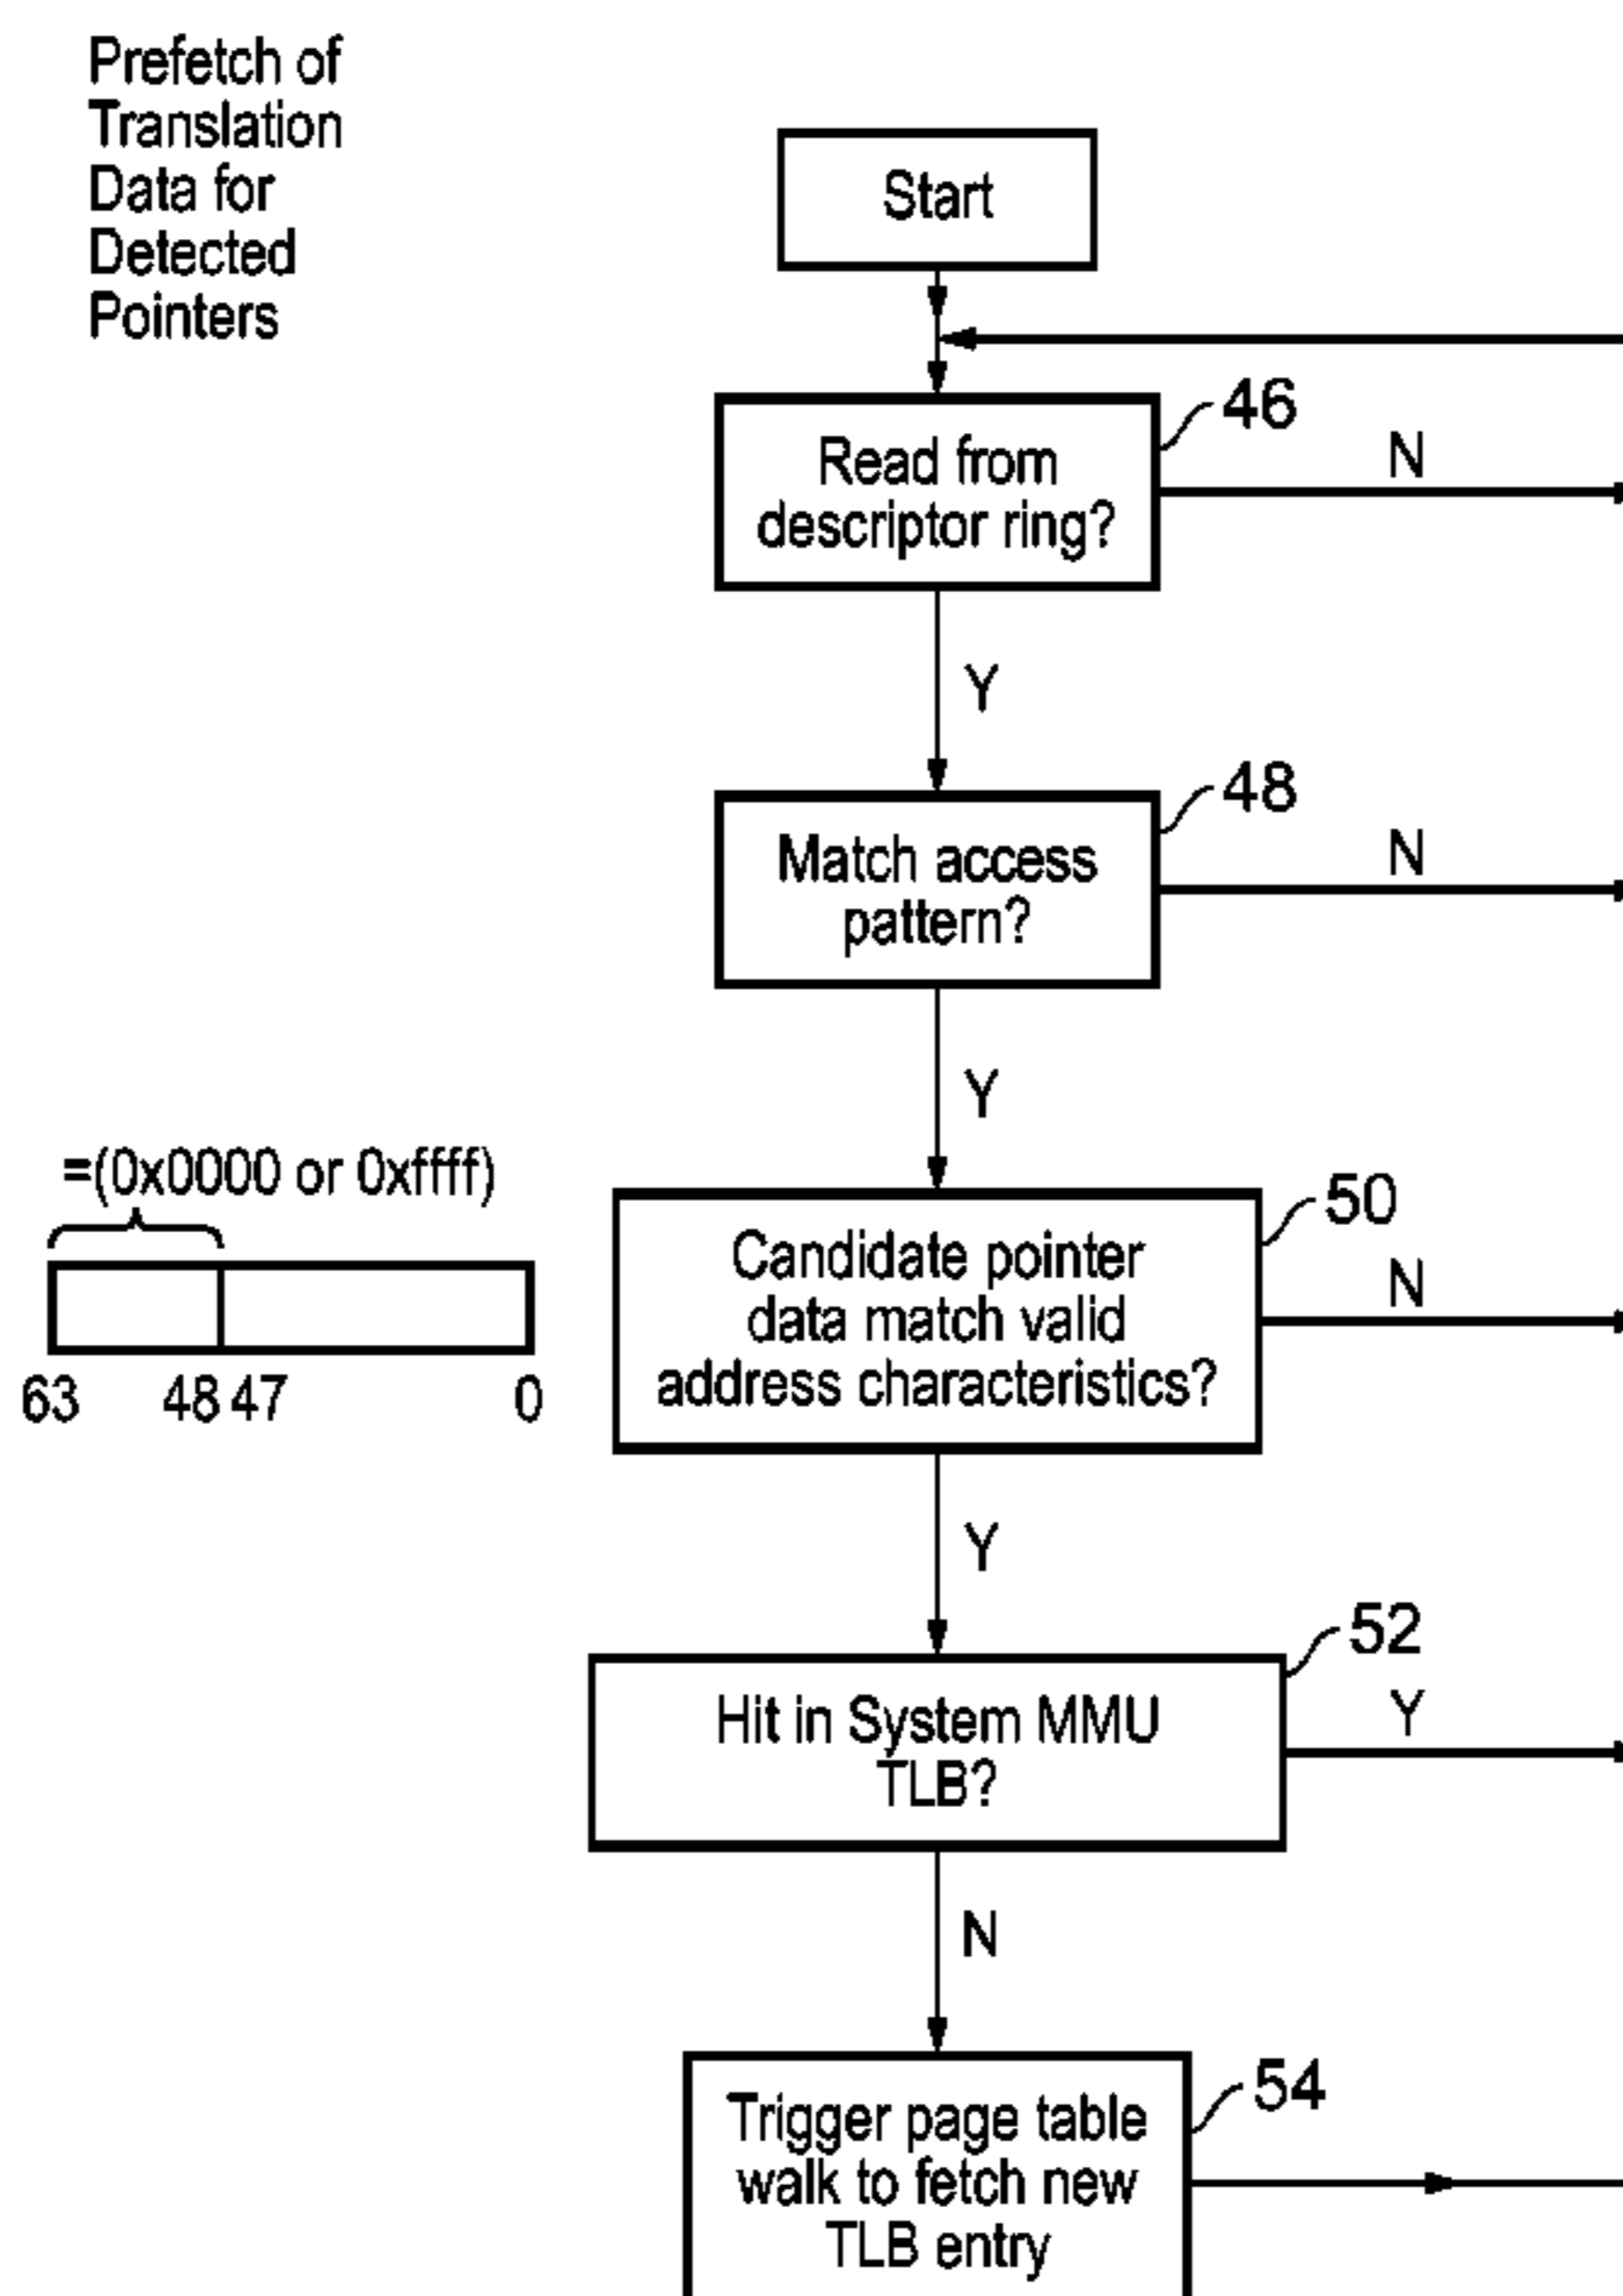 Prefetch of
Translation
Data for
Detected
Pointers
Start
46
Read from
descriptor ring?
N
Y
48
Match access
pattern?
N
Y
=(0x0000 or 0xffff)
63 48 47 0
50
Candidate pointer
data match valid
address characteristics?
N
Y
52
Hit in System MMU
TLB?
Y
N
54
Trigger page table
walk to fetch new
TLB entry